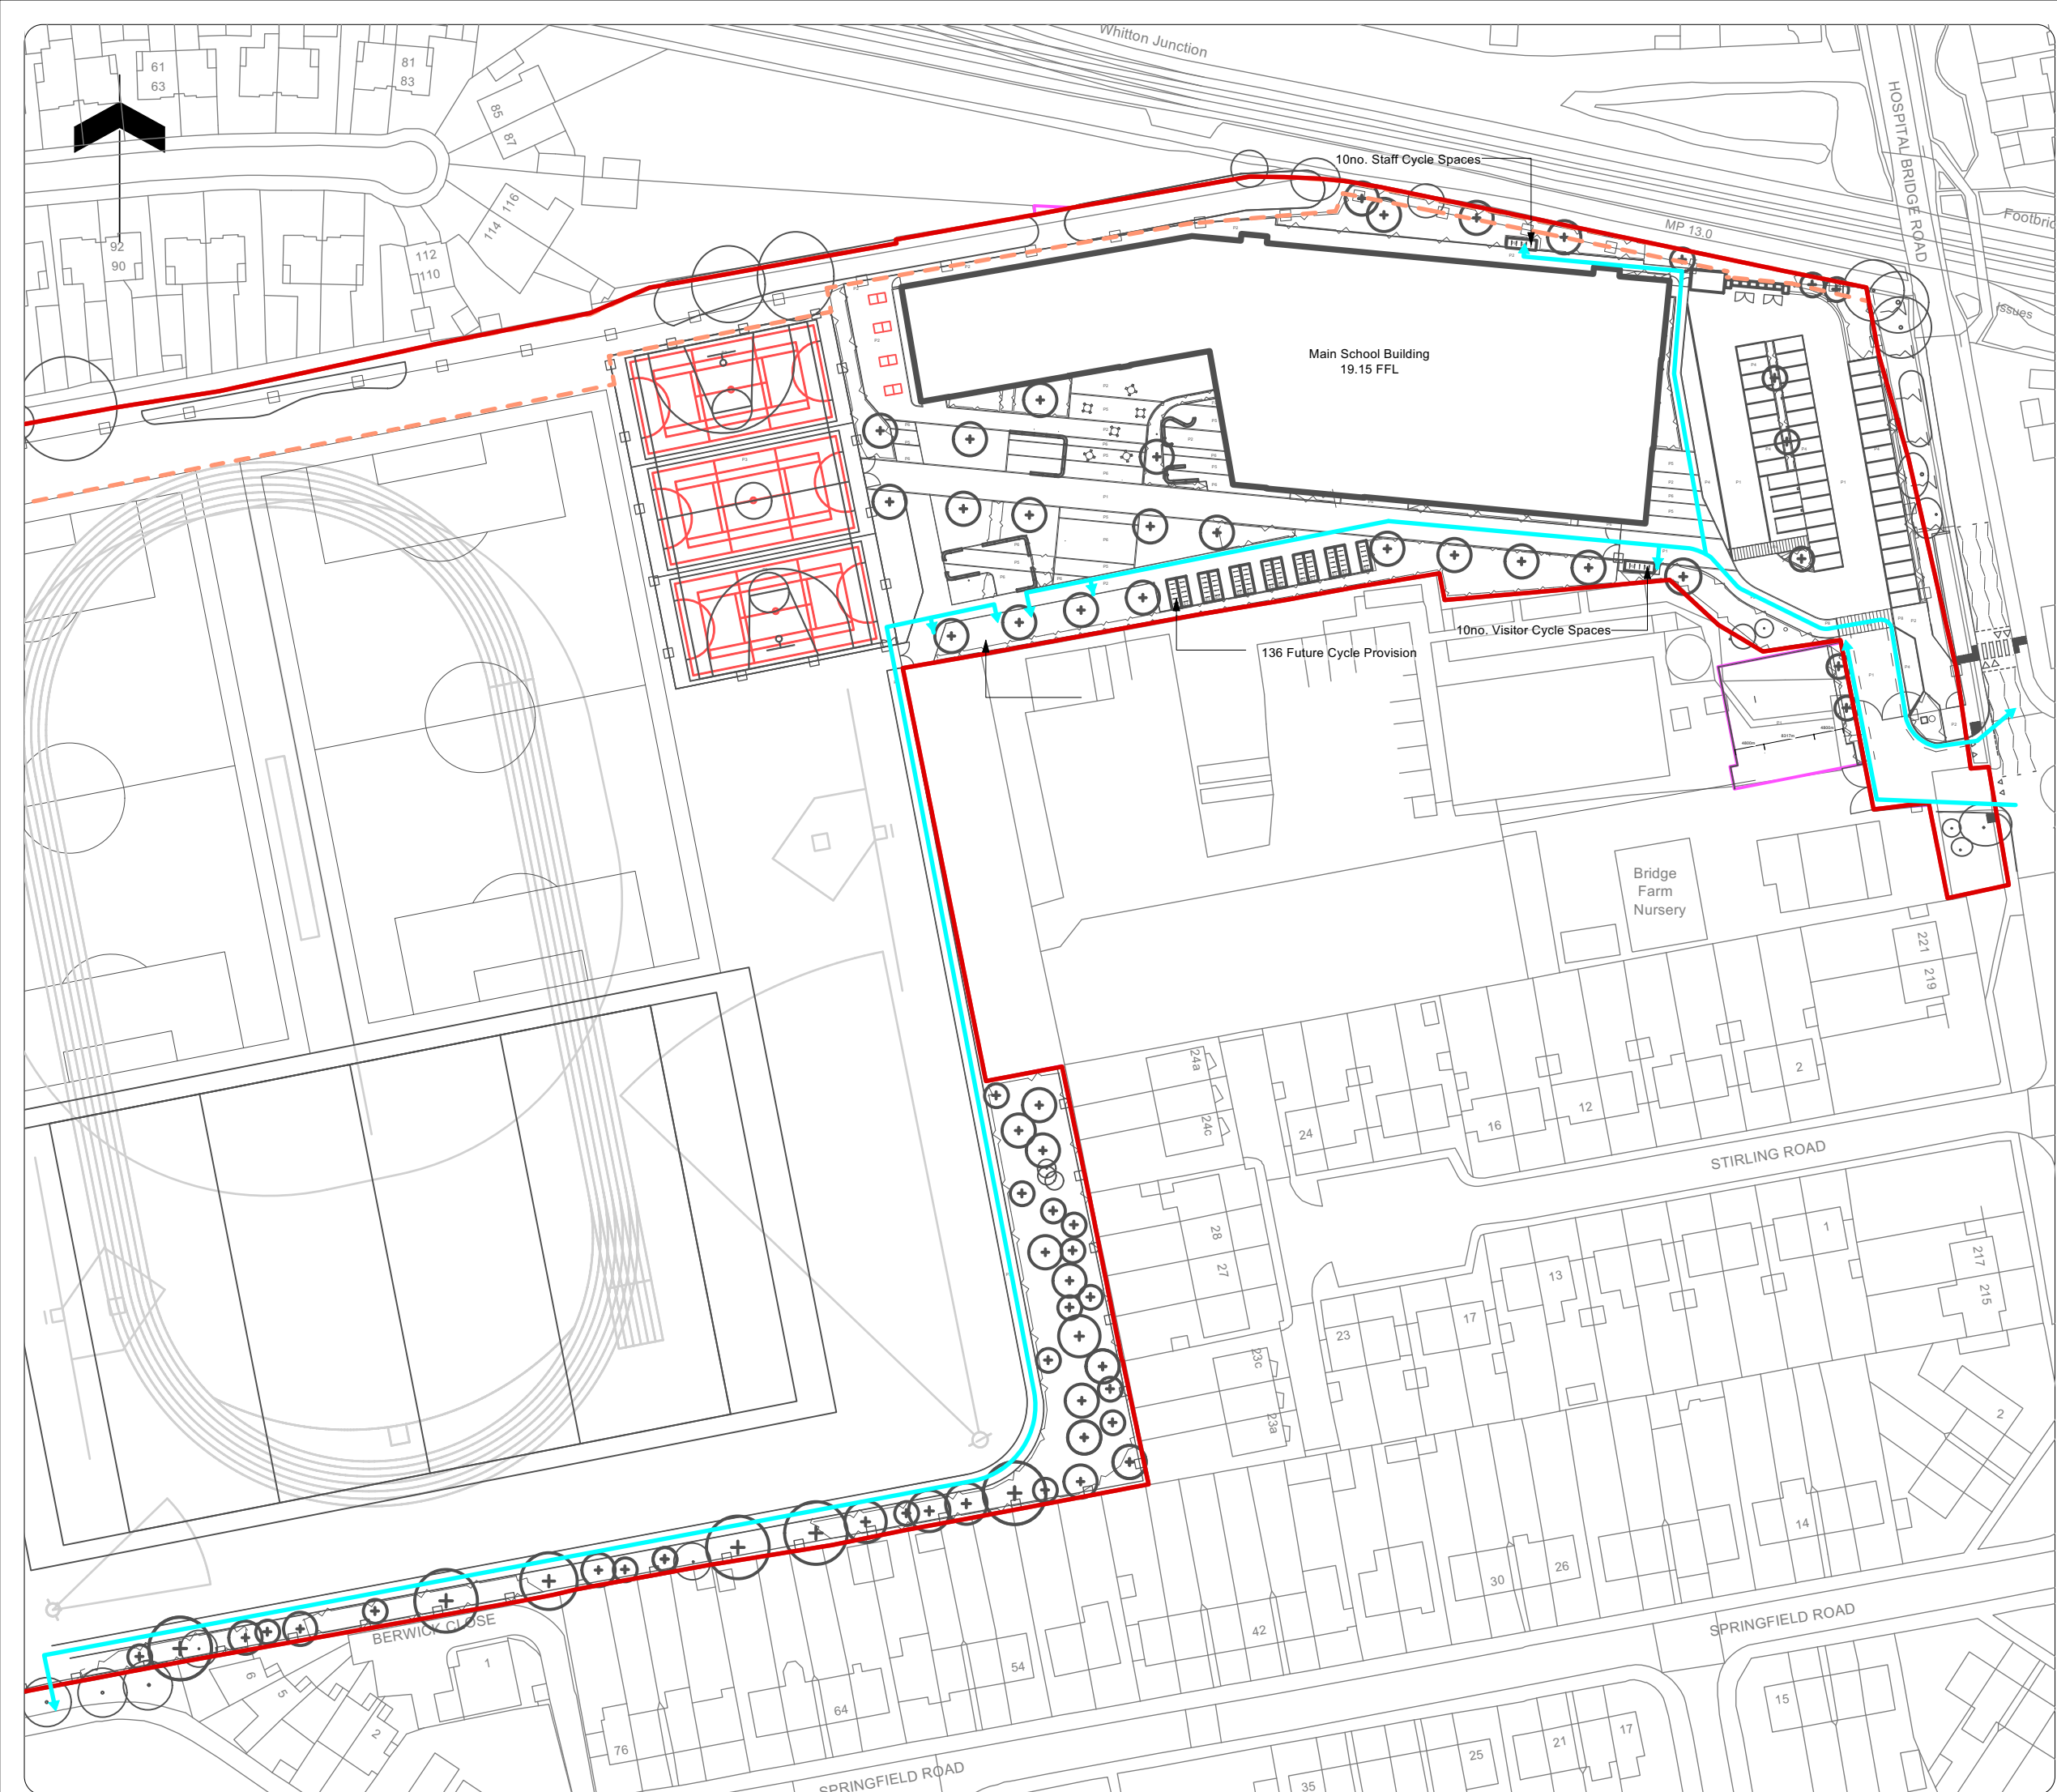 Whitton Junction
61
63
81
83
85
87
HOSPITAL BRIDGE ROAD
10no. Staff Cycle Spaces
116
114
92
90
112
110
MP 13.0
Footbridg
Issues
Main School Building
19.15 FFL
10no. Visitor Cycle Spaces
136 Future Cycle Provision
Bridge
Farm
Nursery
221
219
24a
24c
24
16
12
2
STIRLING ROAD
28
27
1
217
215
13
17
23
23c
23a
2
14
26
30
42
54
64
76
BERWICK CLOSE
1
6
5
2
SPRINGFIELD ROAD
SPRINGFIELD ROAD
15
17
21
25
35